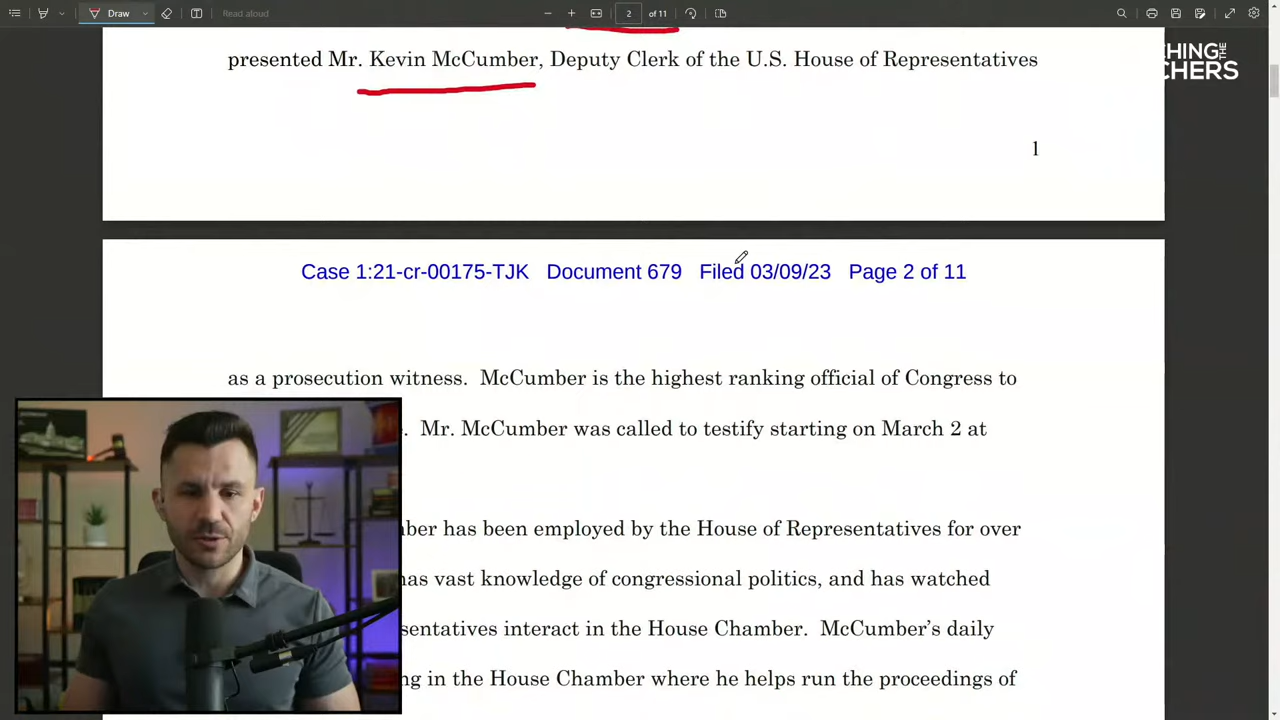 Draw
Read aloud
2 of 11
presented Mr. Kevin McCumber, Deputy Clerk of the U.S. House of Representatives
CHING THE
CHERS
1
Case 1:21-cr-00175-TJK Document 679 Filed 03/09/23 Page 2 of 11
as a prosecution witness. McCumber is the highest ranking official of Congress to
. Mr. McCumber was called to testify starting on March 2 at
mber has been employed by the House of Representatives for over
has vast knowledge of congressional politics, and has watched
sentatives interact in the House Chamber. McCumber's daily
ng in the House Chamber where he helps run the proceedings of